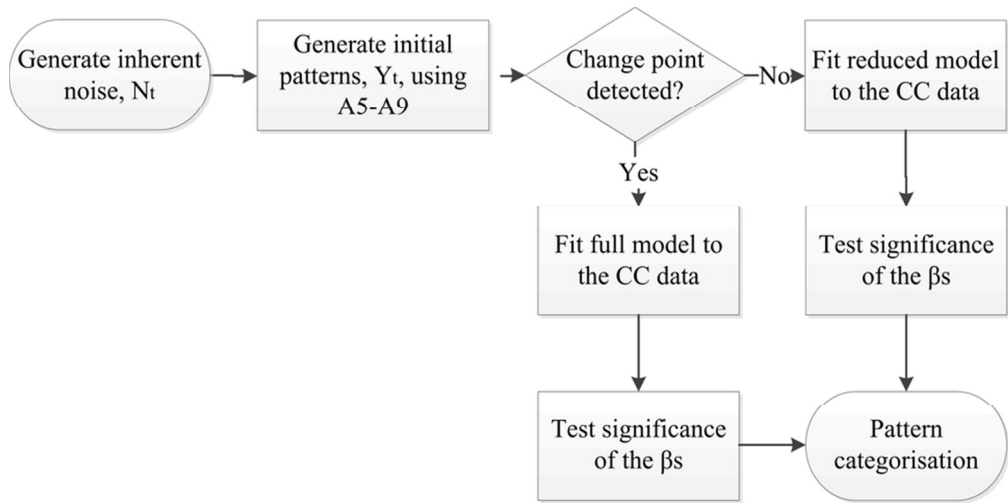 Generate inherent
noise, Nt
Generate initial
patterns, Yt, using
A5-A9
Change point
detected?
No
Fit reduced model
to the CC data
Yes
Fit full model to
the CC data
Test significance
of the βs
Test significance
of the βs
Pattern
categorisation